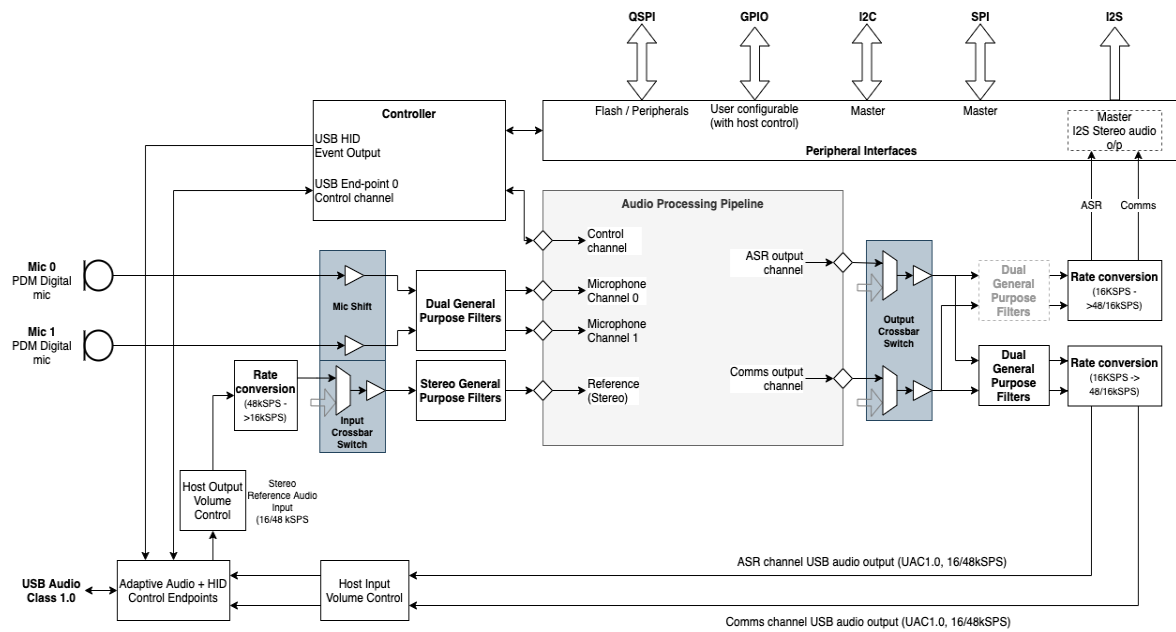 QSPI
GPIO
I2C
SPI
I2S
Flash / Peripherals
User configurable
(with host control)
Master
Master
Master
I2S Stereo audio
o/p
Peripheral Interfaces
Controller
USB HID
Event Output
USB End-point 0
Control channel
Audio Processing Pipeline
Control
channel
ASR output
channel
ASR
Comms
Mic 0
PDM Digital
mic
Mic 1
PDM Digital
mic
Mic Shift
Dual General
Purpose Filters
Microphone
Channel 0
Microphone
Channel 1
Output
Crossbar
Switch
Dual
General
Purpose
Filters
Rate conversion
(16KSPS -
>48/16kSPS)
Rate
conversion
(48kSPS -
>16kSPS)
Input
Crossbar
Switch
Stereo General
Purpose Filters
Reference
(Stereo)
Comms output
channel
Dual
General
Purpose
Filters
Rate conversion
(16KSPS ->
48/16kSPS)
Host Output
Volume
Control
Stereo
Reference Audio
Input
(16/48 kSPS
USB Audio
Class 1.0
Adaptive Audio + HID
Control Endpoints
Host Input
Volume Control
ASR channel USB audio output (UAC1.0, 16/48kSPS)
Comms channel USB audio output (UAC1.0, 16/48kSPS)